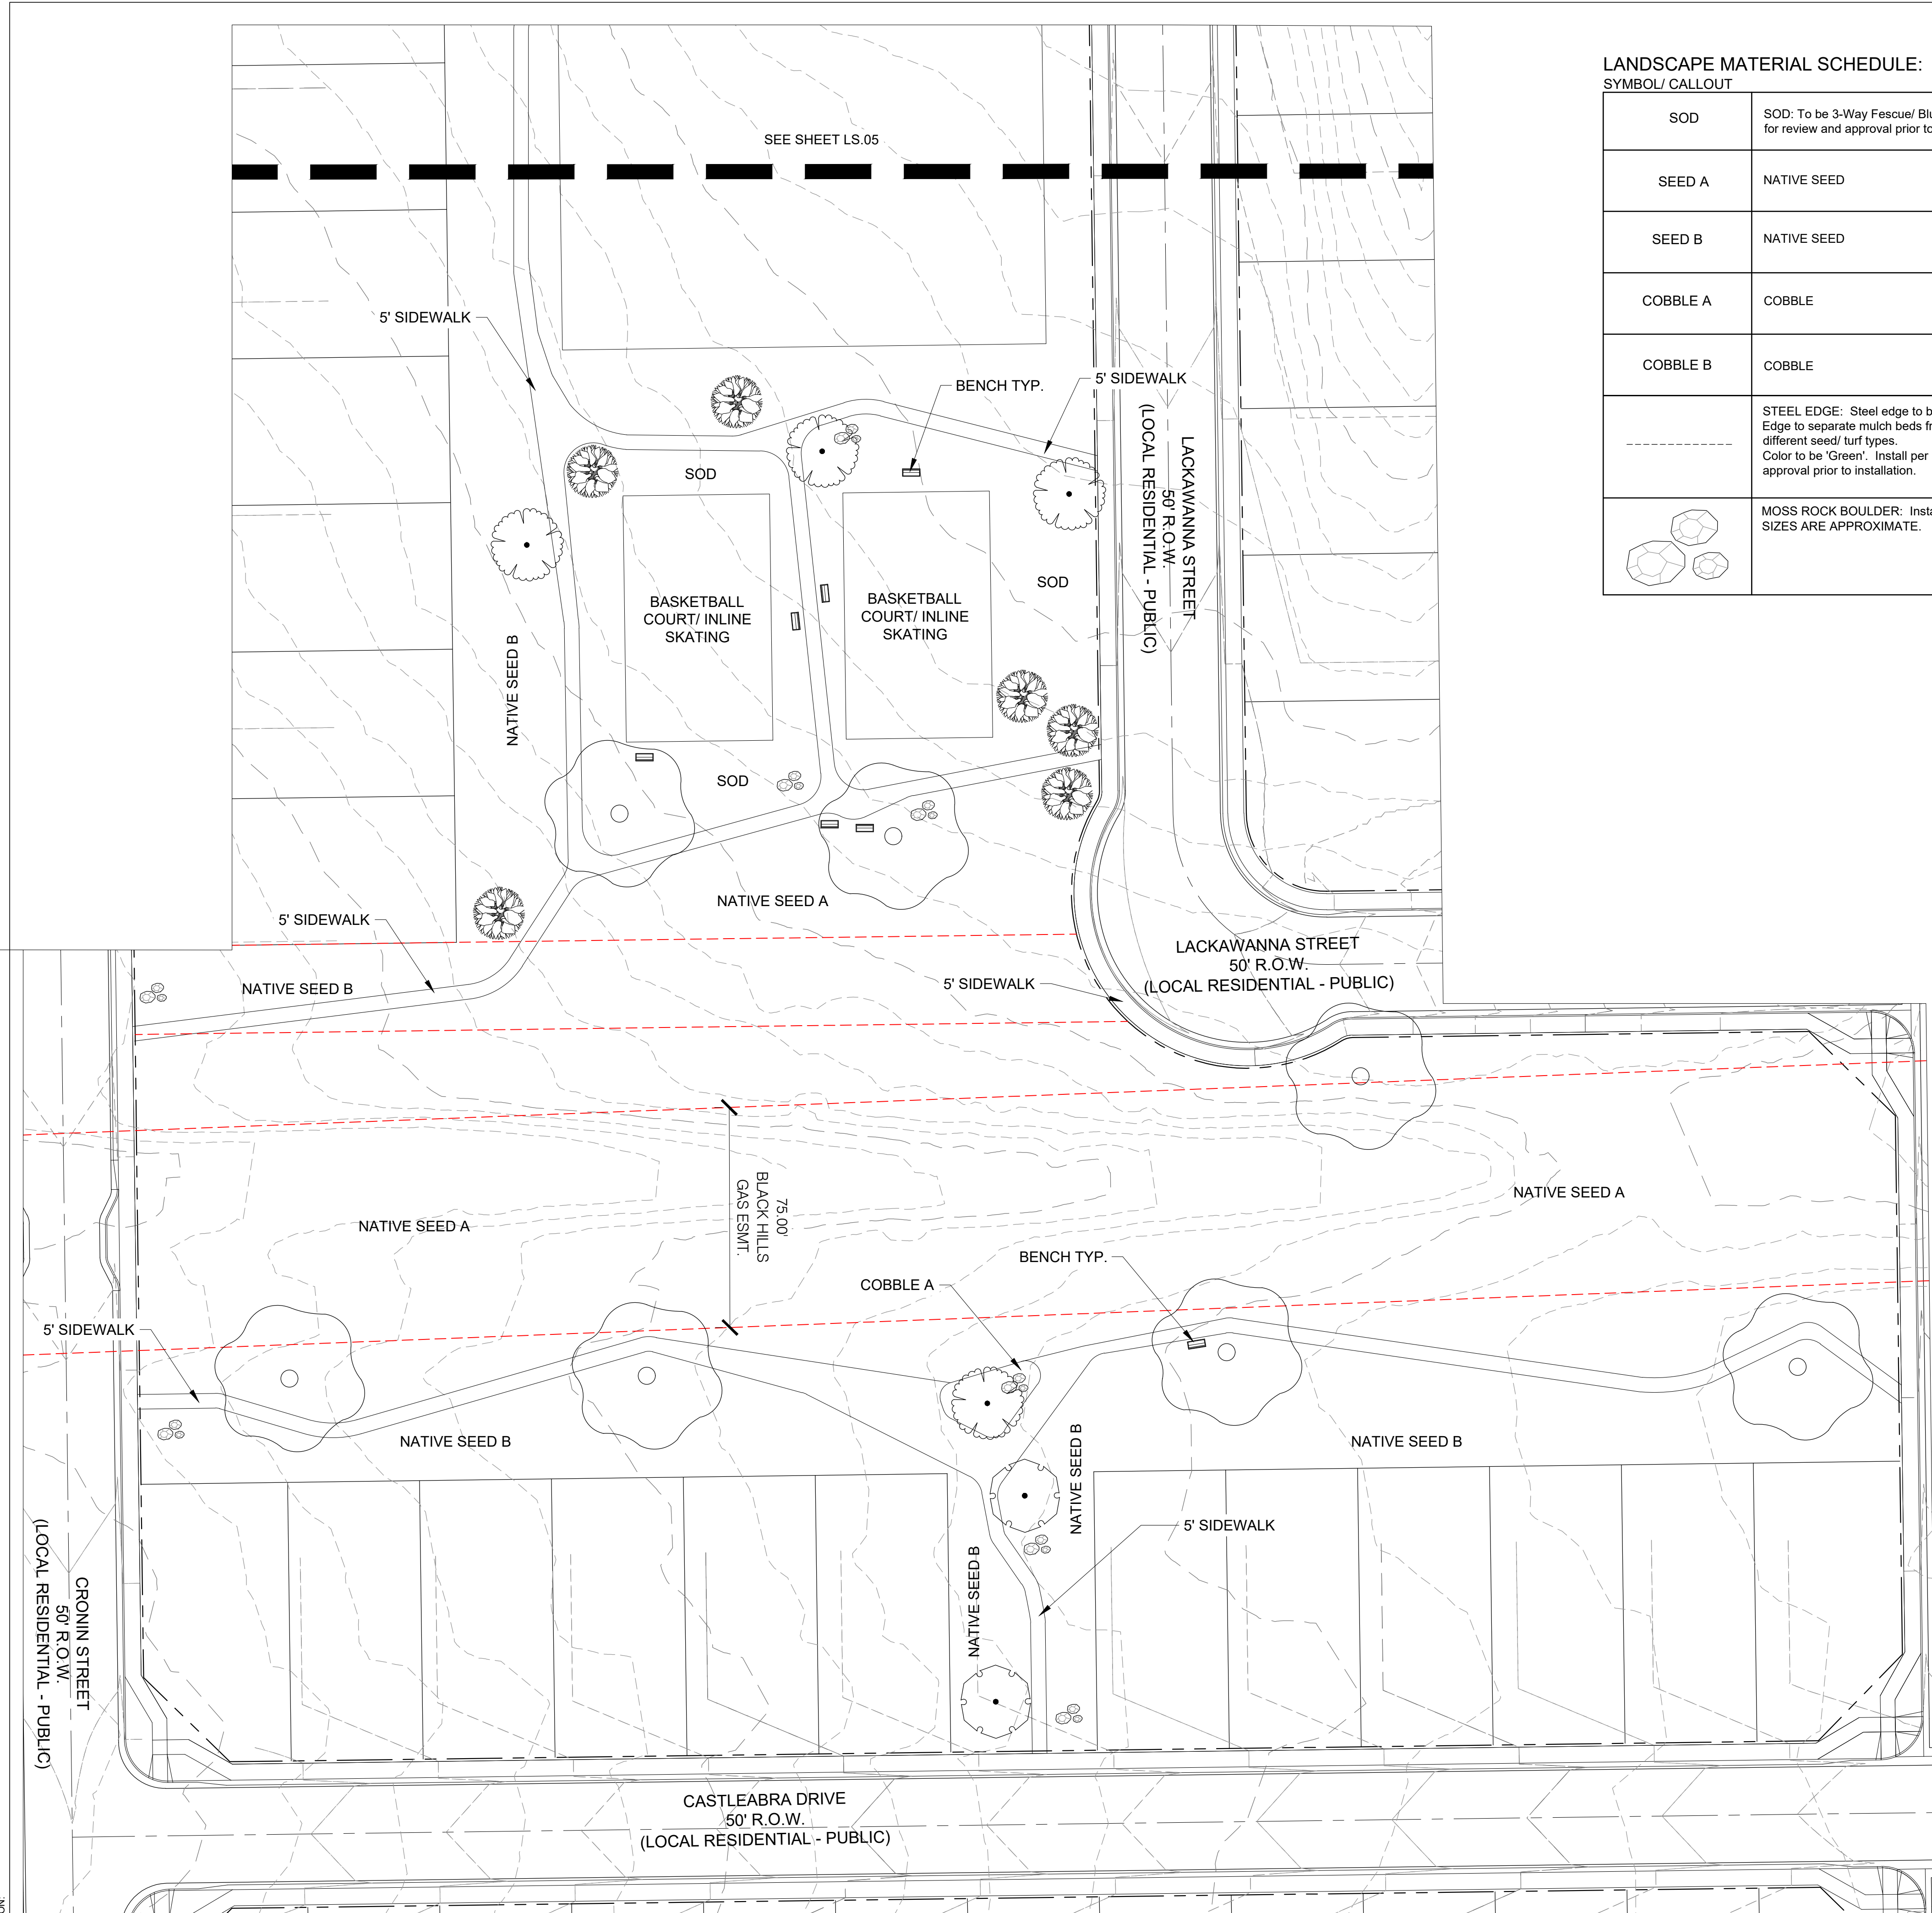 LANDSCAPE MATERIAL SCHEDULE:
SYMBOL/ CALLOUT
SOD
SOD: To be 3-Way Fescue/
for review and approval prior to
SEED A
NATIVE SEED
SEED B
NATIVE SEED
COBBLE A
COBBLE
COBBLE B
COBBLE
STEEL EDGE: Steel edge to
Edge to separate mulch beds
different seed/ turf types.
Color to be 'Green'. Install per
approval prior to installation.
MOSS ROCK BOULDER:
SIZES ARE APPROXIMATE.
SEE SHEET LS.05
5' SIDEWALK
BENCH TYP.
5' SIDEWALK
SOD
LACKAWANNA STREET
50' R.O.W.
(LOCAL RESIDENTIAL - PUBLIC)
SOD
BASKETBALL
COURT/ INLINE
SKATING
BASKETBALL
COURT/ INLINE
SKATING
NATIVE SEED B
SOD
NATIVE SEED A
5' SIDEWALK
LACKAWANNA STREET
50' R.O.W.
(LOCAL RESIDENTIAL - PUBLIC)
5' SIDEWALK
NATIVE SEED B
75.00'
BLACK HILLS
GAS ESMT.
NATIVE SEED A
NATIVE SEED A
BENCH TYP.
COBBLE A
5' SIDEWALK
NATIVE SEED B
NATIVE SEED B
NATIVE SEED B
5' SIDEWALK
NATIVE SEED B
CRONIN STREET
50' R.O.W.
(LOCAL RESIDENTIAL - PUBLIC)
CASTLEABRA DRIVE
50' R.O.W.
(LOCAL RESIDENTIAL - PUBLIC)